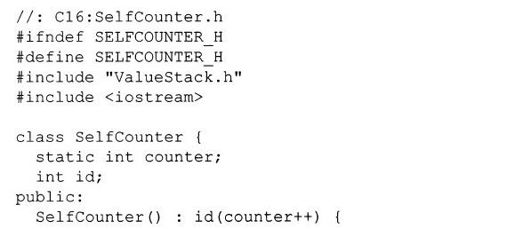 //: C16:SelfCounter.h
#ifndef SELFCOUNTER_H
#define SELFCOUNTER_H
#include "ValueStack.h"
#include <iostream>
class SelfCounter {
static int counter;
int id;
public:
SelfCounter() : id(counter++) {